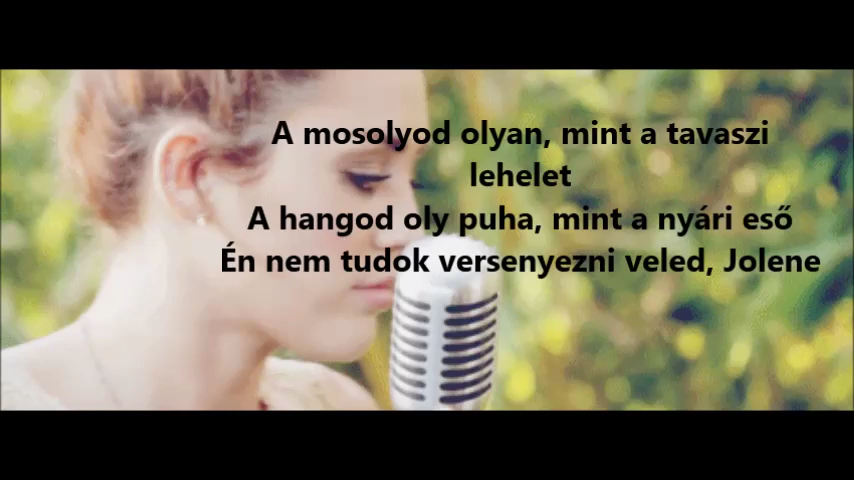 A mosolyod olyan, mint a tavaszi
lehelet
A hangod oly puha, mint a nyári eső
Én nem tudok versenyezni veled, Jolene